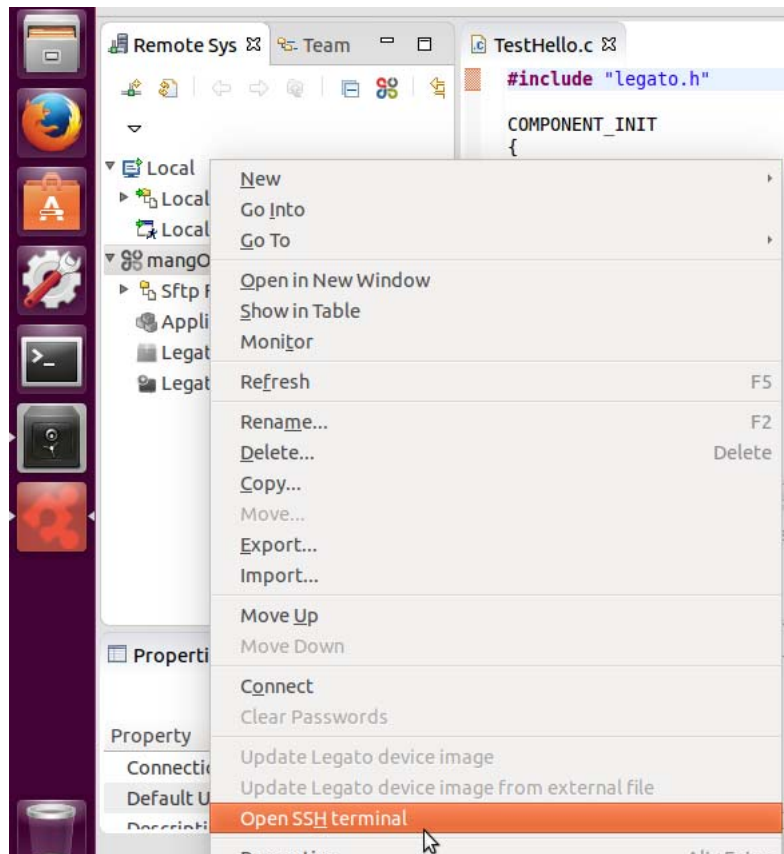 Remote Sys
Team
TestHello.c
#include "legato.h"
COMPONENT_INIT
{
Local
Local
Local
mangO
Sftp F
Appli
Legat
Legat
New
Go Into
Go To
Open in New Window
Show in Table
Monitor
Refresh F5
Rename... F2
Delete... Delete
Copy...
Move...
Export...
Import...
Move Up
Move Down
Connect
Clear Passwords
Update Legato device image
Update Legato device image from external file
Open SSH terminal
Properti
Property
Connectio
Default U